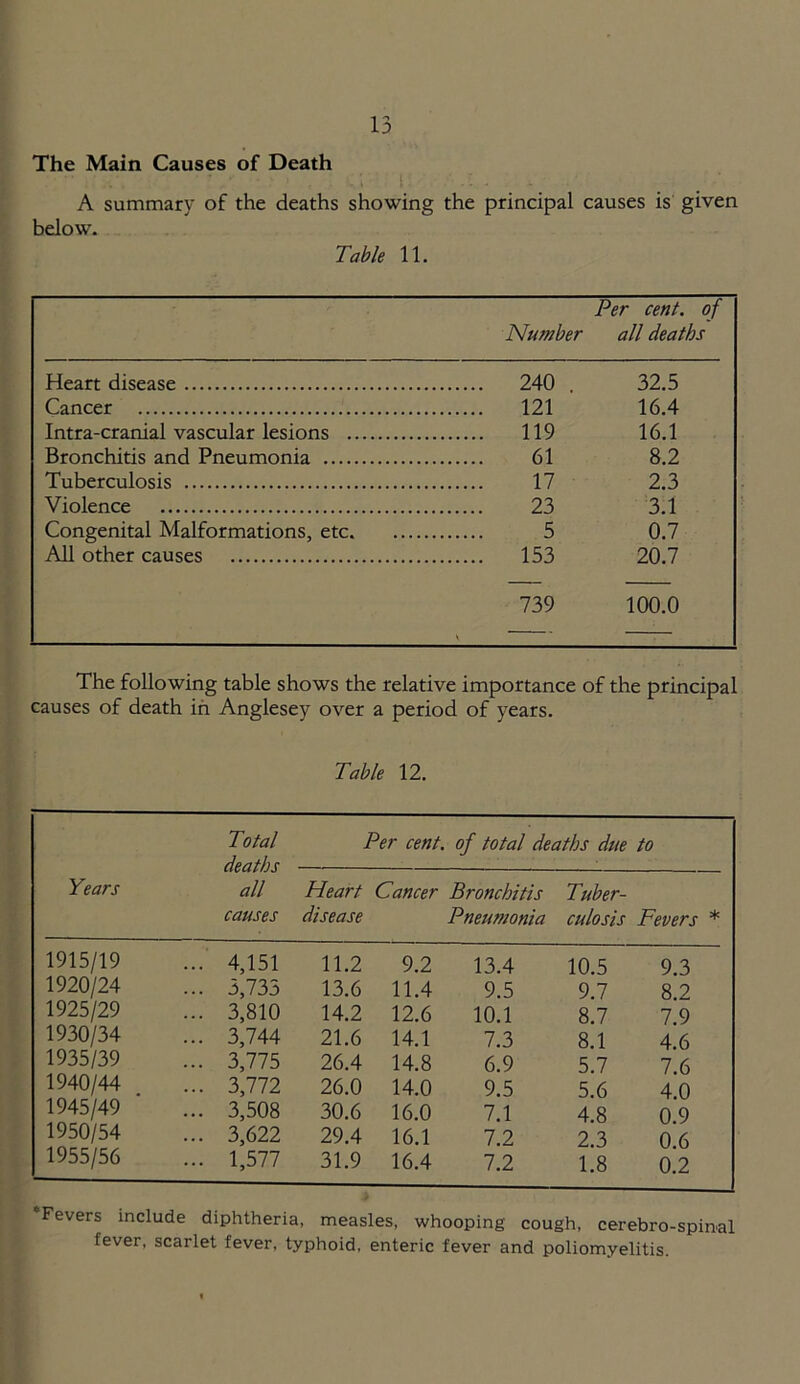 13
The Main Causes of Death
A summary of the deaths showing the principal causes is given
below.
Table 11.
Per cent. of
Number all deaths
Heart disease ........ 240 . 32.5
Cancer ........ 121 16.4
Intra-cranial vascular lesions ........ 119 16.1
Bronchitis and Pneumonia ........ 61 8.2
Tuberculosis ........ 17 2.3
Violence ........ 23 3.1
Congenital Malformations, etc. ........ 5 0.7
All other causes ........ 153 20.7
739 100.0
The following table shows the relative importance of the principal
causes of death in Anglesey over a period of years.
Table 12.
Total Per cent. of total deaths due to
deaths
Years all Heart Cancer Bronchitis Tuber-
causes disease Pneumonia culosis Fevers *
1915/19 ... 4,151 11.2 9.2 13.4 10.5 9.3
1920/24 ... 3,733 13.6 11.4 9.5 9.7 8.2
1925/29 ... 3,810 14.2 12.6 10.1 8.7 7.9
1930/34 ... 3,744 21.6 14.1 7.3 8.1 4.6
1935/39 ... 3,775 26.4 14.8 6.9 5.7 7.6
1940/44 . ... 3,772 26.0 14.0 9.5 5.6 4.0
1945/49 ... 3,508 30.6 16.0 7.1 4.8 0.9
1950/54 ... 3,622 29.4 16.1 7.2 2.3 0.6
1955/56 ... 1,577 31.9 16.4 7.2 1.8 0.2
*Fevers include diphtheria, measles, whooping cough, cerebro-spinal
fever, scarlet fever, typhoid, enteric fever and poliomyelitis.